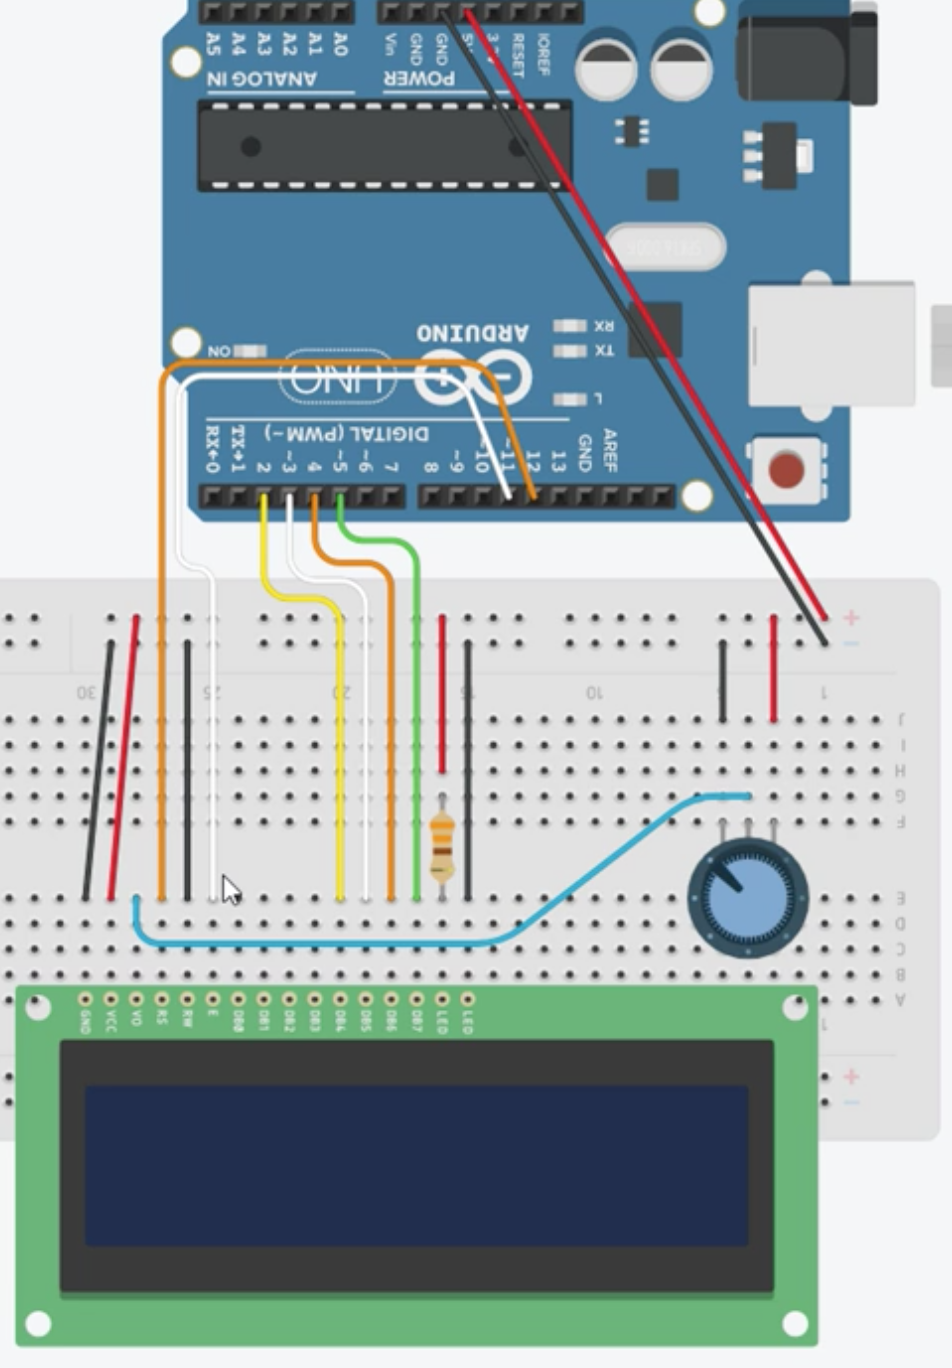 A5 A4 A3 A2 A1 A0
Vin GND GND 5V RESET IOREF
ANALOG IN
POWER
RX
TX
L
ON
ARDUINO
UNO
DIGITAL (PWM~)
RX←0 TX→1 2 ~3 4 ~5 ~6 7 8 ~9 ~10 ~11 12 13 GND AREF
+
−
30 25 20 15 10 5 1
J
I
H
G
F
E
D
C
B
A
GND VCC V0 RS RW E DB0 DB1 DB2 DB3 DB4 DB5 DB6 DB7 LED LED
1
+
−